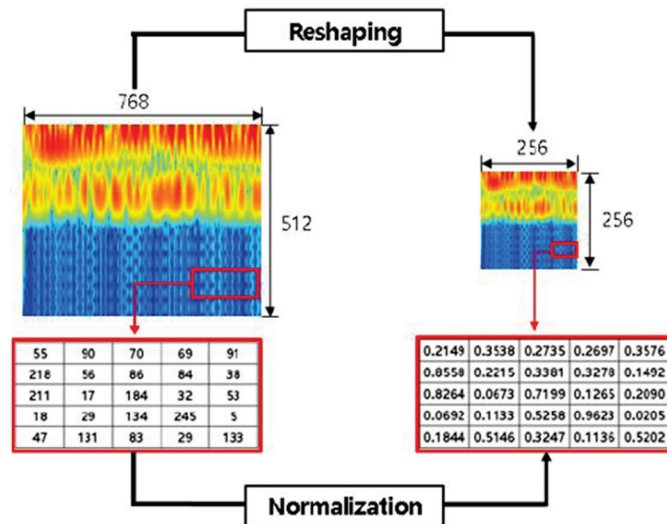 Reshaping
768
512
256
256
55 90 70 69 91
218 56 86 84 38
211 17 184 32 53
18 29 134 245 5
47 131 83 29 133
0.2149 0.3538 0.2735 0.2697 0.3576
0.8558 0.2215 0.3381 0.3278 0.1492
0.8264 0.0673 0.7199 0.1265 0.2090
0.0692 0.1133 0.5258 0.9623 0.0205
0.1844 0.5146 0.3247 0.1136 0.5202
Normalization